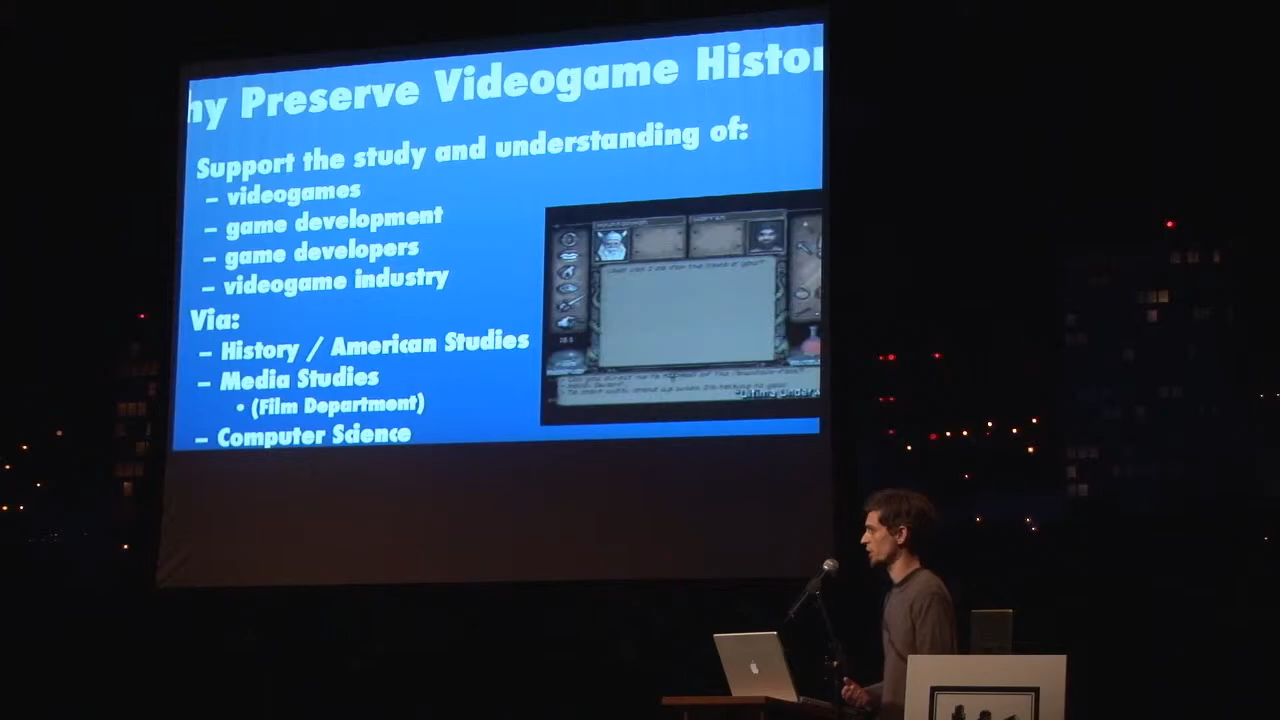 hy Preserve Videogame Histor
Support the study and understanding of:
– videogames
– game development
– game developers
– videogame industry
Via:
– History / American Studies
– Media Studies
• (Film Department)
– Computer Science